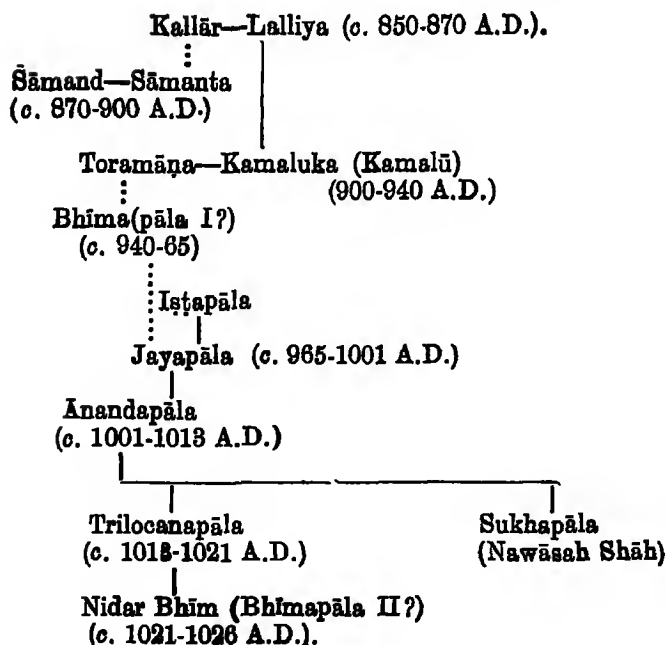 Kallār—Lalliya (c. 850-870 A.D.).
Śāmand—Sāmanta
(c. 870-900 A.D.)
Toramāṇa—Kamaluka (Kamalū)
(900-940 A.D.)
Bhīma(pāla I?)
(c. 940-65)
Iṣṭapāla
Jayapāla (c. 965-1001 A.D.)
Ānandapāla
(c. 1001-1013 A.D.)
Trilocanapāla Sukhapāla
(c. 1013-1021 A.D.) (Nawāsah Shāh)
Nidar Bhīm (Bhīmapāla II?)
(c. 1021-1026 A.D.).